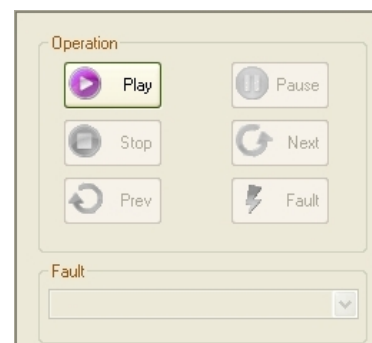 Operation
Play Pause
Stop Next
Prev Fault
Fault